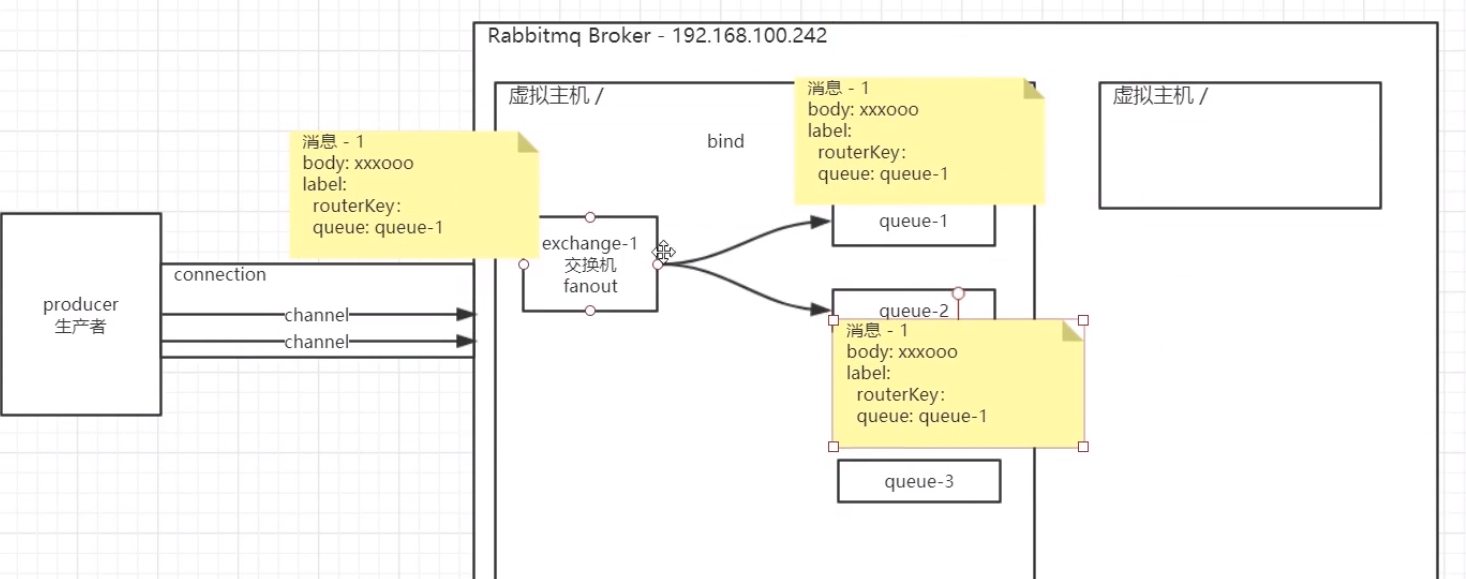 Rabbitmq Broker - 192.168.100.242
虚拟主机 /
虚拟主机 /
bind
消息 - 1
body: xxxooo
label:
routerKey:
queue: queue-1
消息 - 1
body: xxxooo
label:
routerKey:
queue: queue-1
producer
生产者
connection
channel
channel
exchange-1
交换机
fanout
queue-1
queue-2
消息 - 1
body: xxxooo
label:
routerKey:
queue: queue-1
queue-3